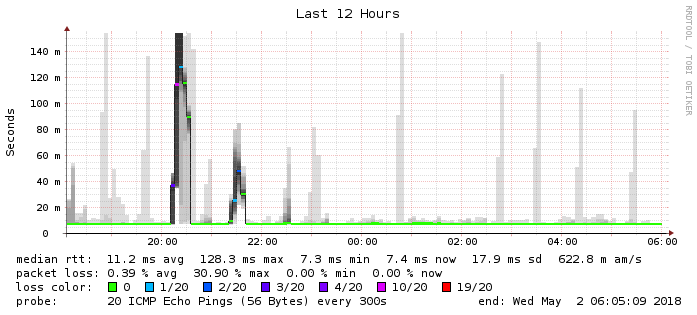 Last 12 Hours
RRDTOOL / TOBI OETIKER
Seconds
140 m
120 m
100 m
80 m
60 m
40 m
20 m
0
20:00 22:00 00:00 02:00 04:00 06:00
median rtt: 11.2 ms avg 128.3 ms max 7.3 ms min 7.4 ms now 17.9 ms sd 622.8 m am/s
packet loss: 0.39 % avg 30.90 % max 0.00 % min 0.00 % now
loss color: 0 1/20 2/20 3/20 4/20 10/20 19/20
probe: 20 ICMP Echo Pings (56 Bytes) every 300s end: Wed May 2 06:05:09 2018